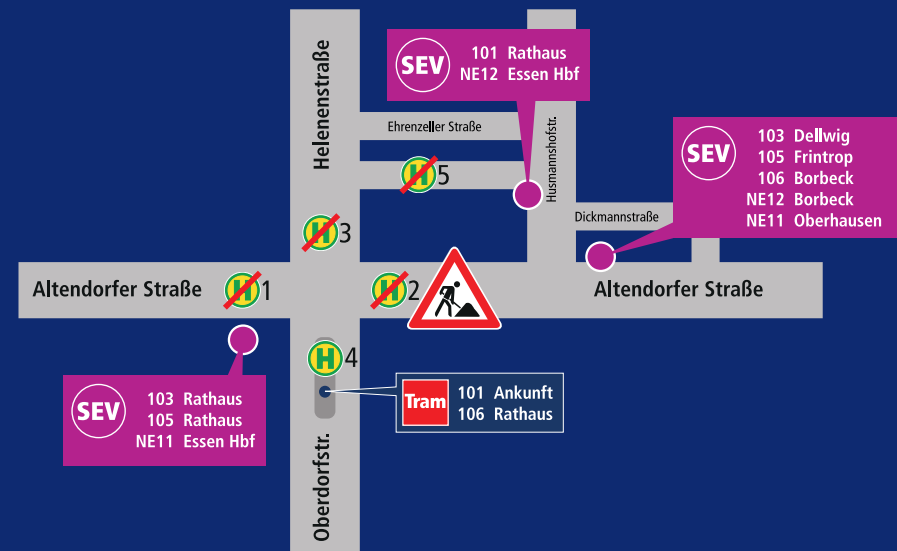 Helenenstraße
SEV
101 Rathaus
NE12 Essen Hbf
Ehrenzeller Straße
Husmannshofstr.
SEV
103 Dellwig
105 Frintrop
106 Borbeck
NE12 Borbeck
NE11 Oberhausen
H 5
Dickmannstraße
H 3
Altendorfer Straße
H 1
H 2
Altendorfer Straße
H 4
SEV
103 Rathaus
105 Rathaus
NE11 Essen Hbf
Tram
101 Ankunft
106 Rathaus
Oberdorfstr.